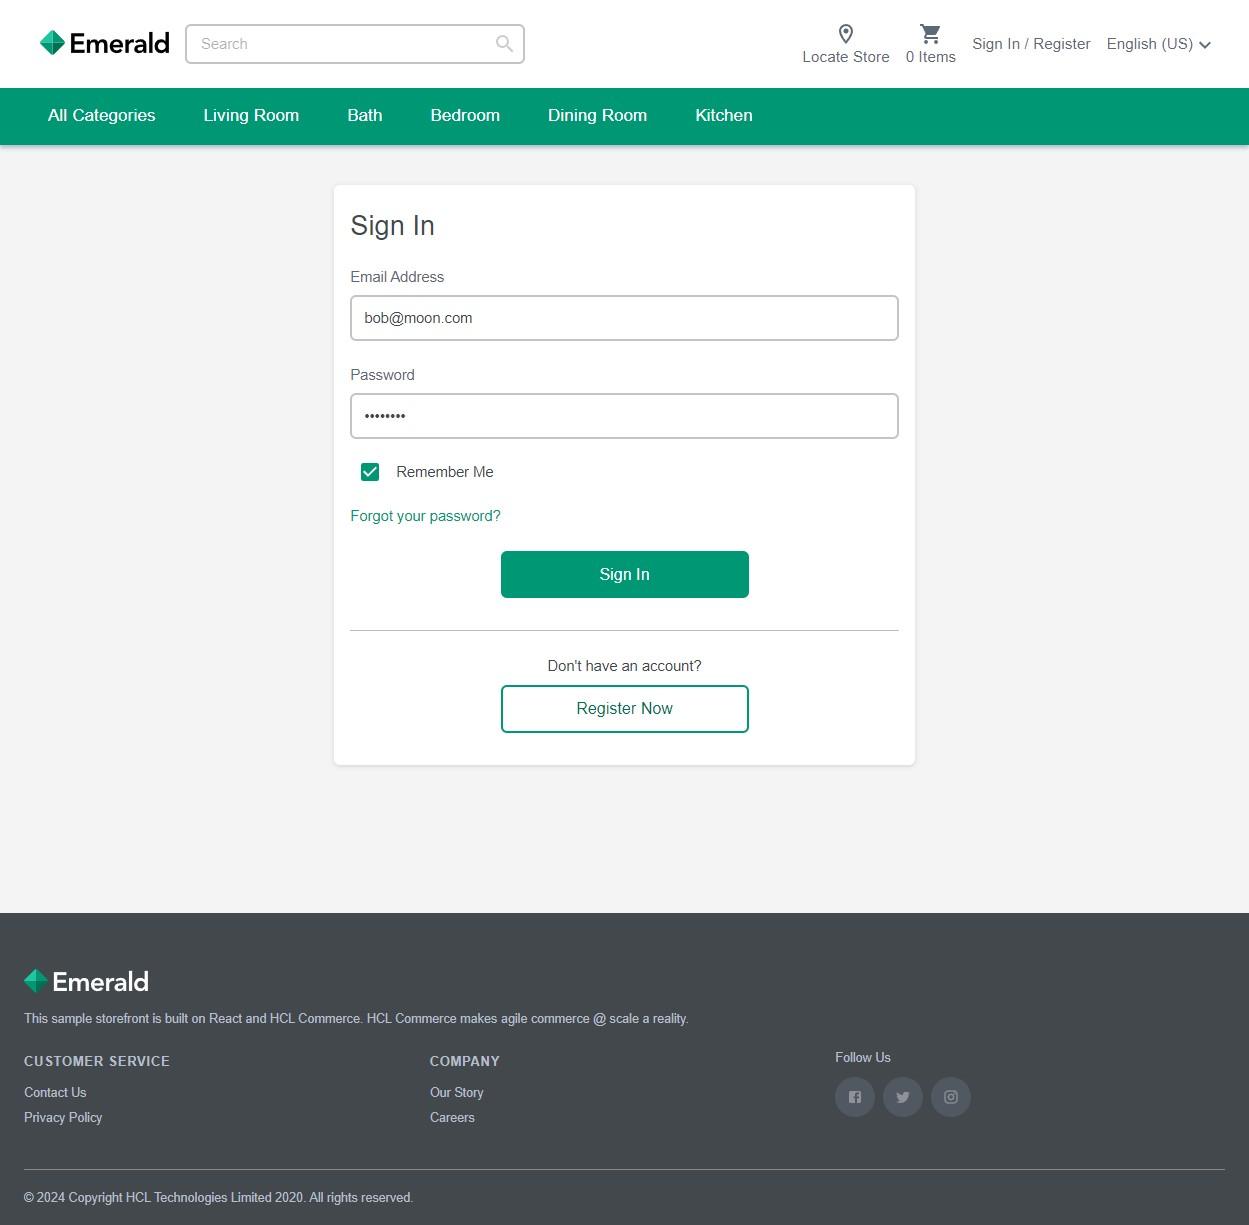 Emerald
Search
Locate Store
0 Items
Sign In / Register
English (US)
All Categories
Living Room
Bath
Bedroom
Dining Room
Kitchen
Sign In
Email Address
bob@moon.com
Password
••••••••
Remember Me
Forgot your password?
Sign In
Don't have an account?
Register Now
Emerald
This sample storefront is built on React and HCL Commerce. HCL Commerce makes agile commerce @ scale a reality.
CUSTOMER SERVICE
Contact Us
Privacy Policy
COMPANY
Our Story
Careers
Follow Us
© 2024 Copyright HCL Technologies Limited 2020. All rights reserved.